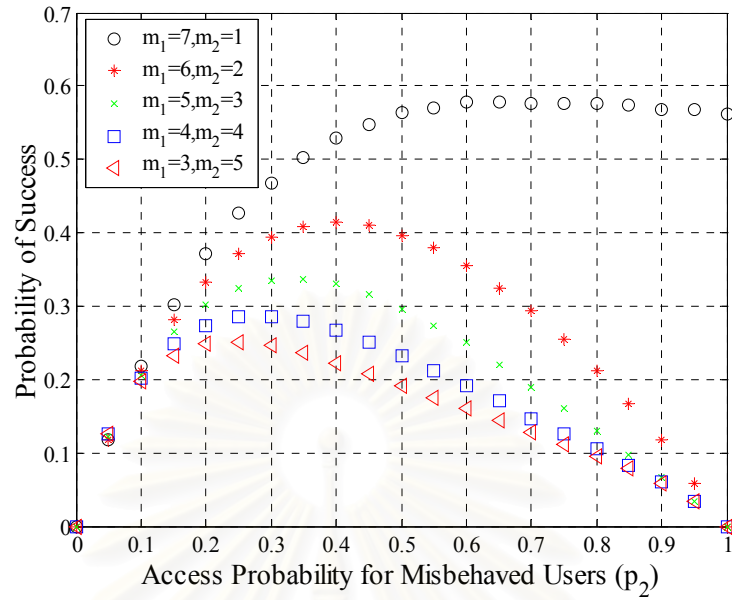 0.7
0.6
0.5
0.4
0.3
0.2
0.1
0
Probability of Success
m₁=7,m₂=1
m₁=6,m₂=2
m₁=5,m₂=3
m₁=4,m₂=4
m₁=3,m₂=5
0 0.1 0.2 0.3 0.4 0.5 0.6 0.7 0.8 0.9 1
Access Probability for Misbehaved Users (p₂)